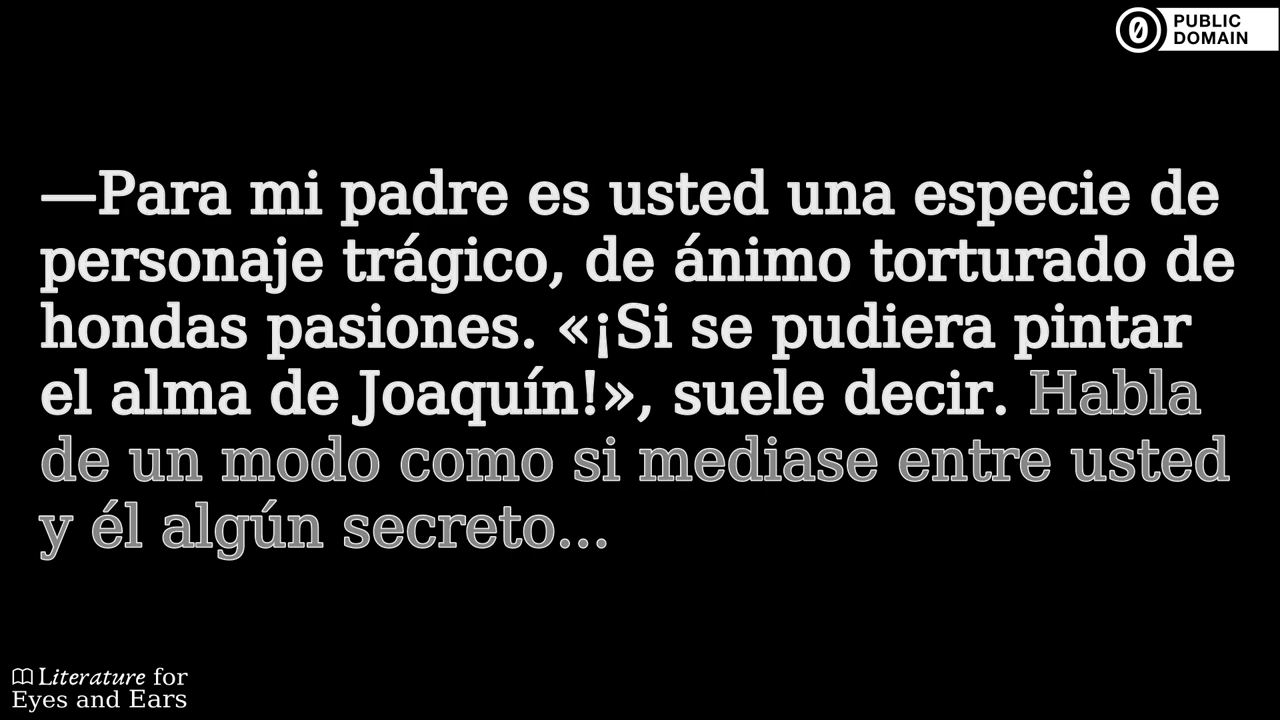 PUBLIC
DOMAIN
—Para mi padre es usted una especie de
personaje trágico, de ánimo torturado de
hondas pasiones. «¡Si se pudiera pintar
el alma de Joaquín!», suele decir. Habla
de un modo como si mediase entre usted
y él algún secreto...
Literature for
Eyes and Ears